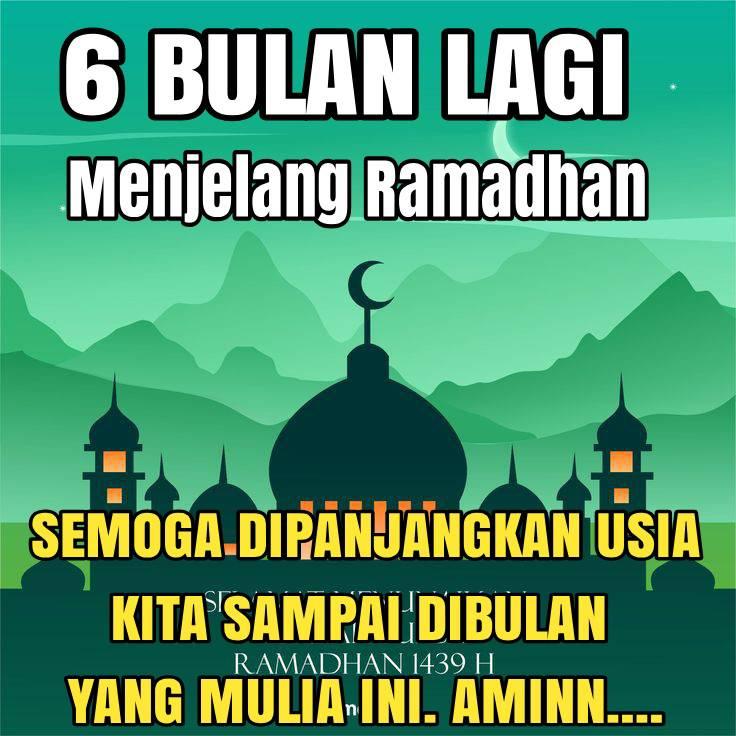 6 BULAN LAGI
Menjelang Ramadhan
SEMOGA DIPANJANGKAN USIA
KITA SAMPAI DIBULAN
RAMADHAN 1439 H
YANG MULIA INI. AMINN....